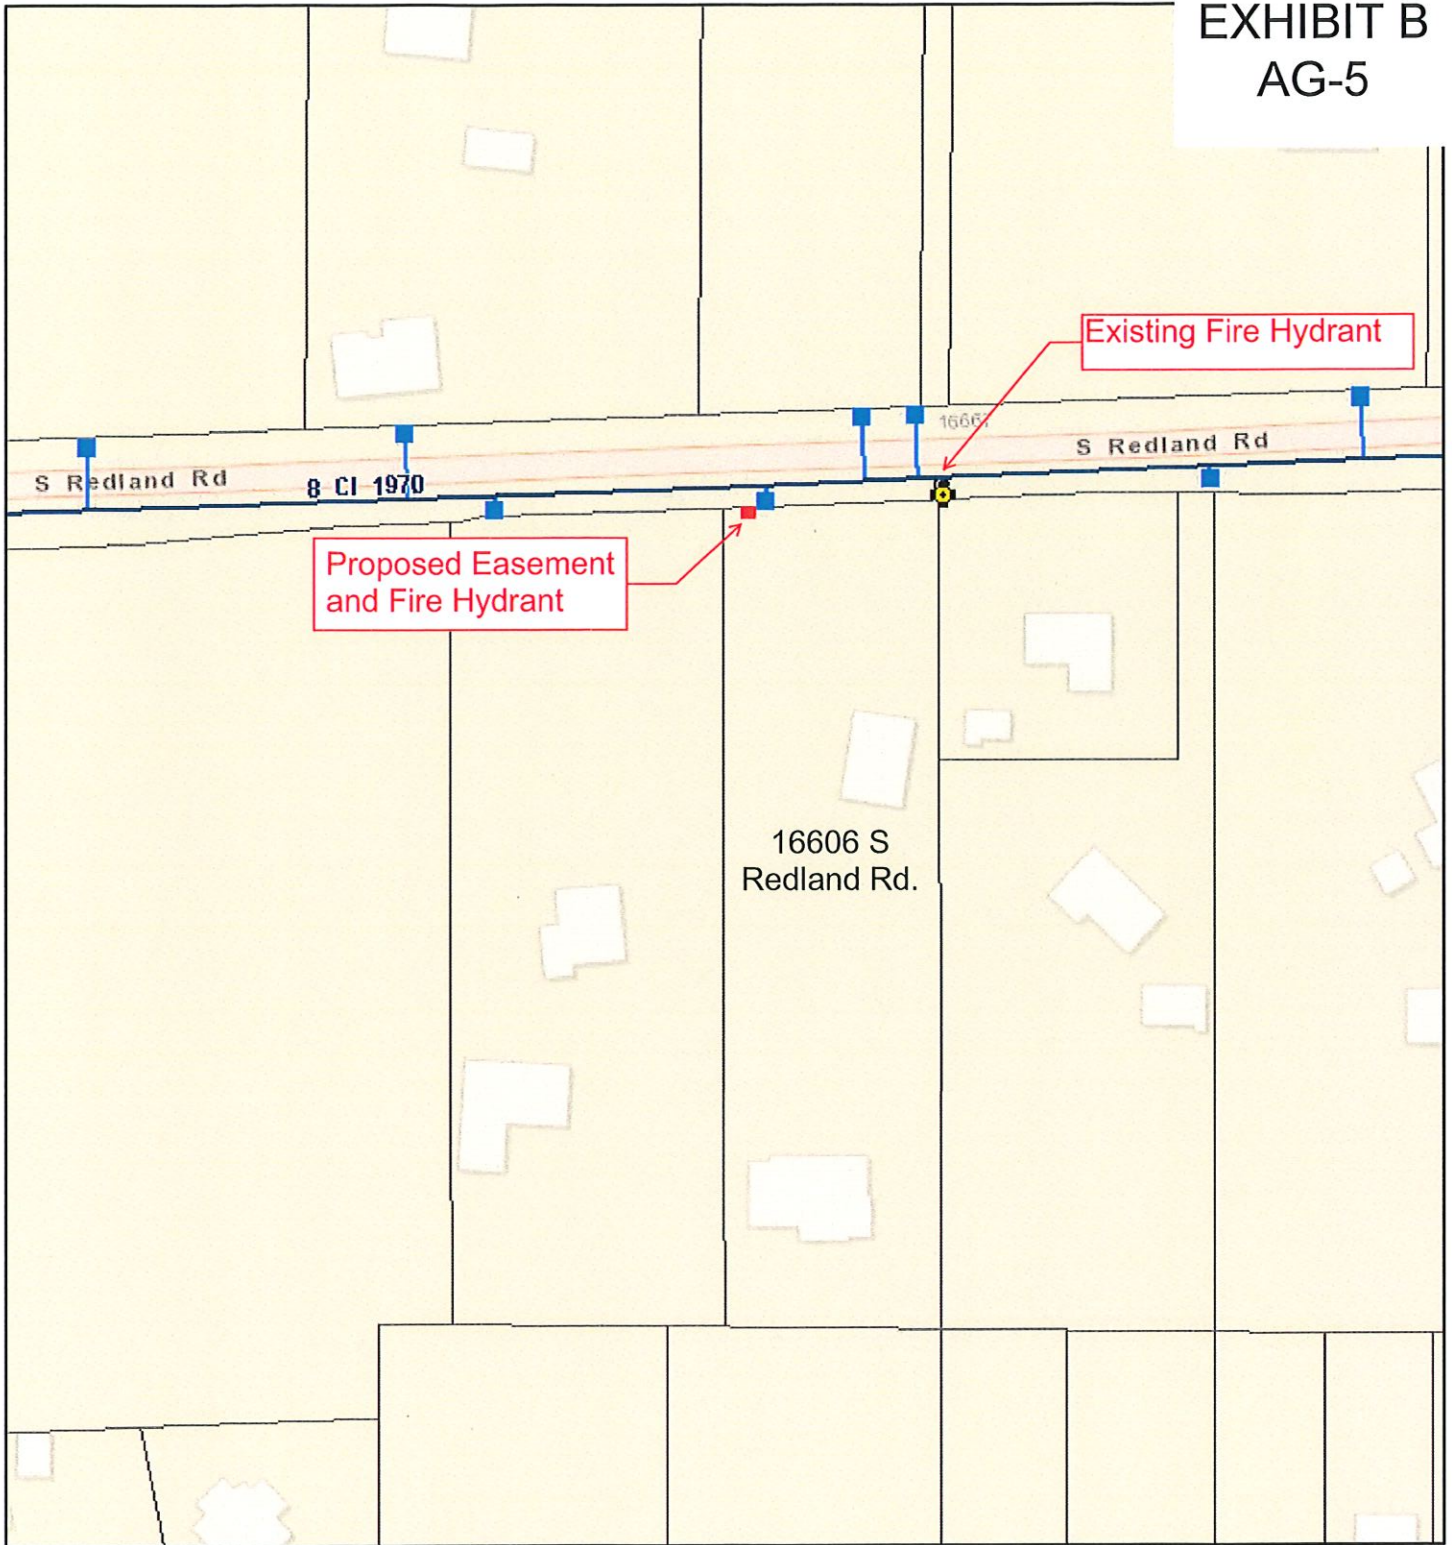 EXHIBIT B
AG-5
Existing Fire Hydrant
16667
S Redland Rd
S Redland Rd
8 CI 1970
Proposed Easement
and Fire Hydrant
16606 S
Redland Rd.